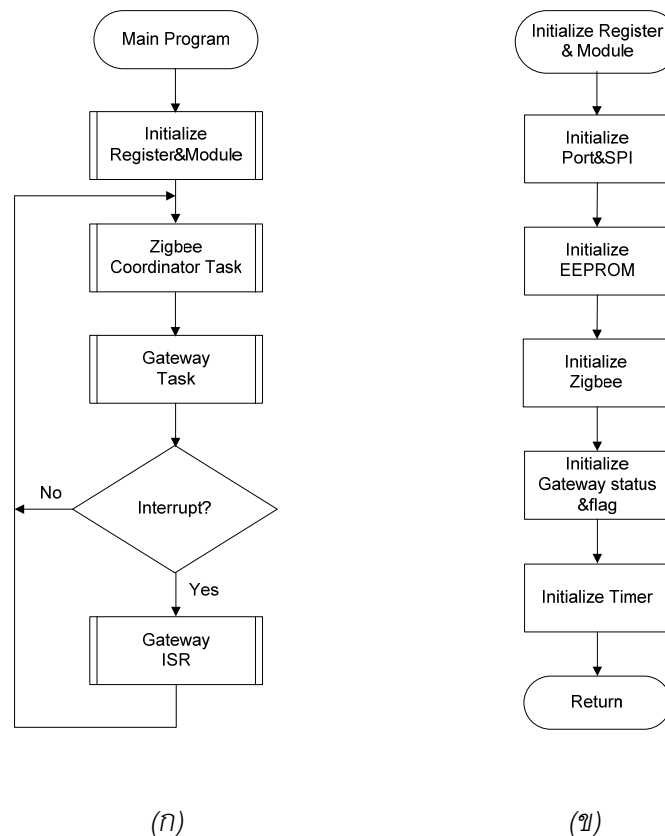 Main Program
Initialize
Register&Module
Zigbee
Coordinator Task
Gateway
Task
No
Interrupt?
Yes
Gateway
ISR
(ก)
Initialize Register
& Module
Initialize
Port&SPI
Initialize
EEPROM
Initialize
Zigbee
Initialize
Gateway status
&flag
Initialize Timer
Return
(ข)